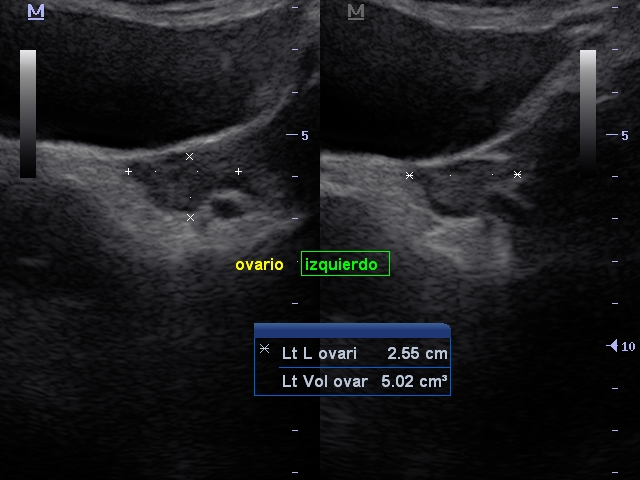 M
M
5
5
ovario izquierdo
10
Lt L ovari 2.55 cm
Lt Vol ovar 5.02 cm³